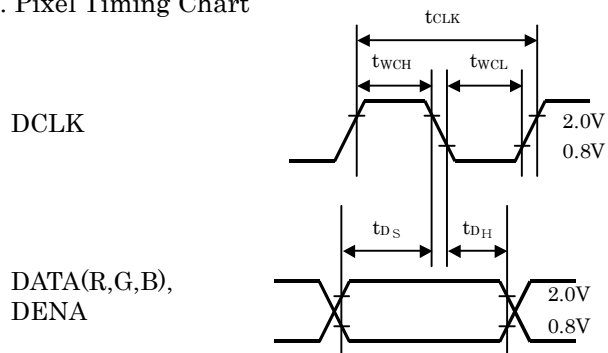 . Pixel Timing Chart
tCLK
tWCH
tWCL
DCLK
2.0V
0.8V
tDS
tDH
DATA(R,G,B),
DENA
2.0V
0.8V